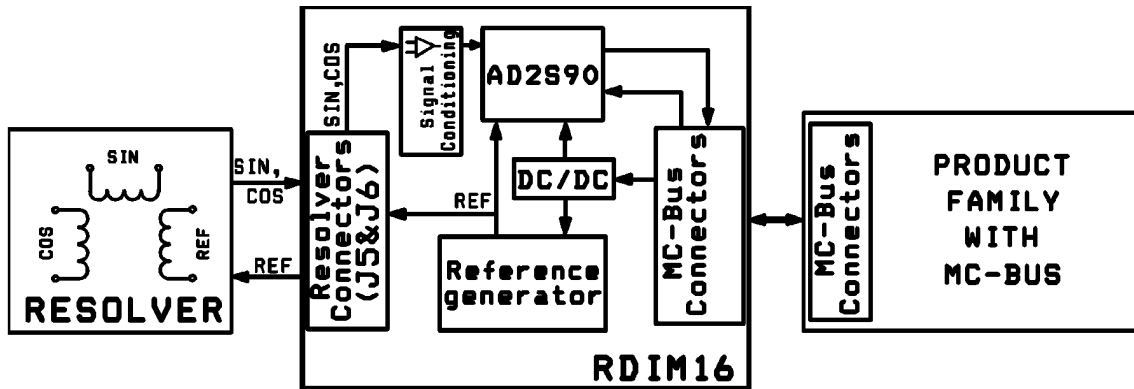 SIN
COS
REF
RESOLVER
SIN,
COS
REF
Resolver
Connectors
(J5&J6)
SIN,COS
Signal
Conditioning
AD2S90
DC/DC
REF
Reference
generator
MC-Bus
Connectors
RDIM16
MC-Bus
Connectors
PRODUCT
FAMILY
WITH
MC-BUS